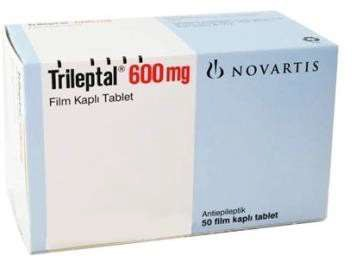 Trileptal® 600 mg
Film Kaplı Tablet
NOVARTIS
Antiepileptik
50 film kaplı tablet